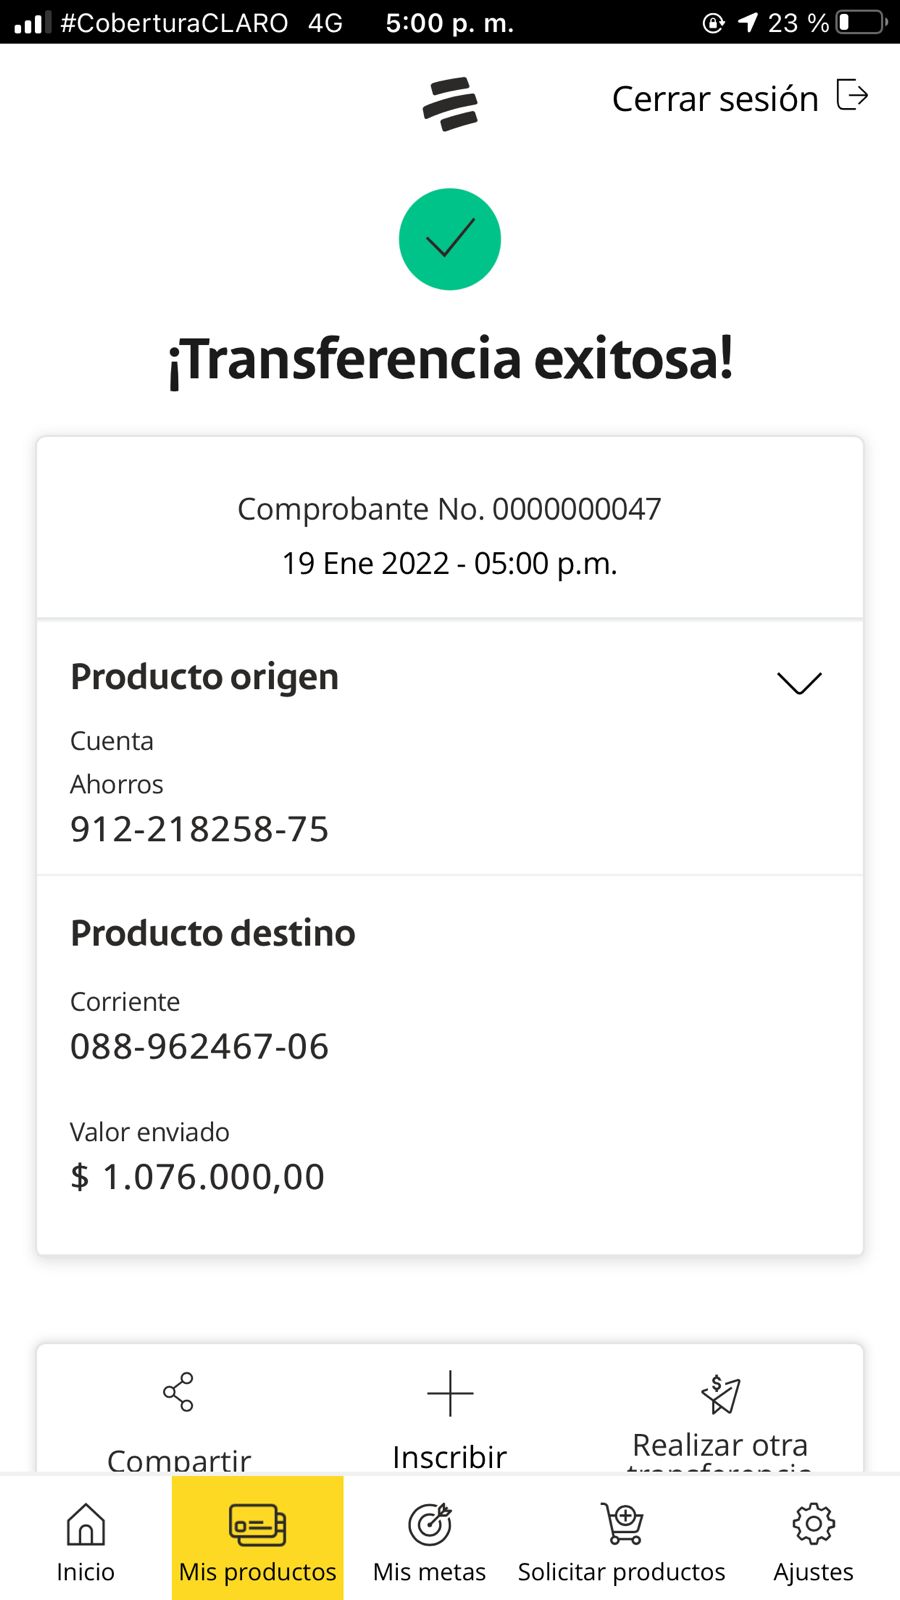 #CoberturaCLARO 4G 5:00 p. m. 23 %
Cerrar sesión
¡Transferencia exitosa!
Comprobante No. 0000000047
19 Ene 2022 - 05:00 p.m.
Producto origen
Cuenta
Ahorros
912-218258-75
Producto destino
Corriente
088-962467-06
Valor enviado
$ 1.076.000,00
Compartir
Inscribir
Realizar otra
transferencia
Inicio
Mis productos
Mis metas
Solicitar productos
Ajustes